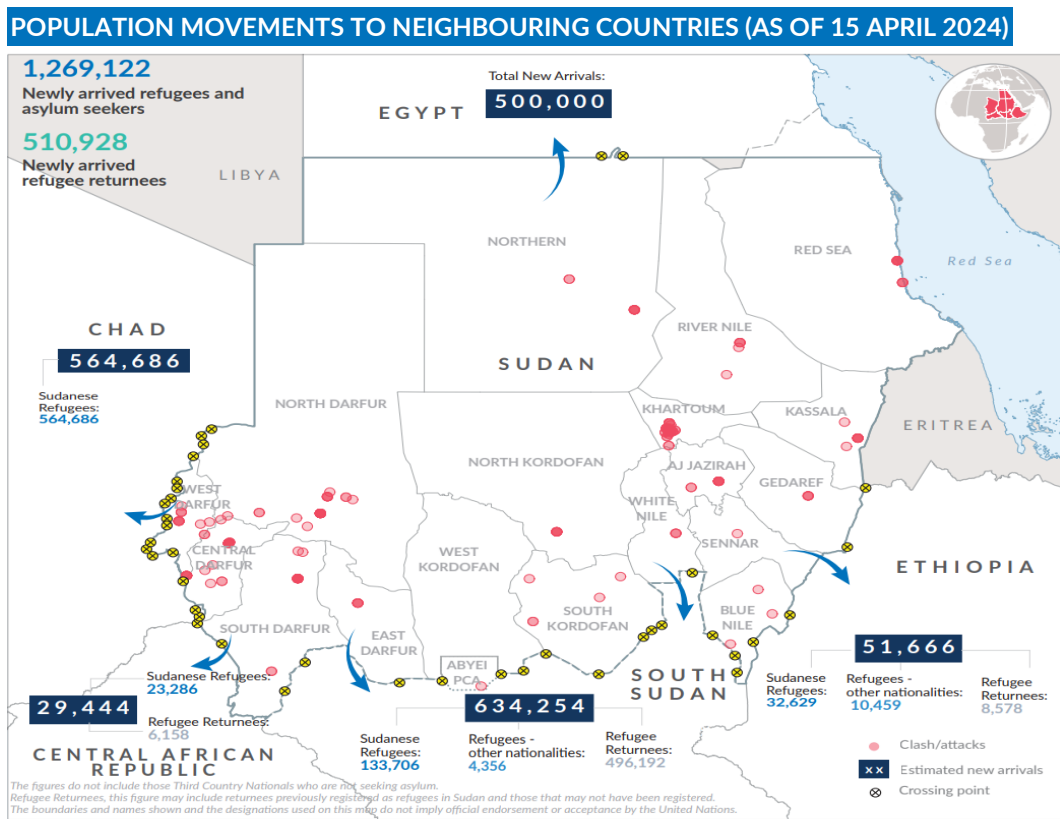 POPULATION MOVEMENTS TO NEIGHBOURING COUNTRIES (AS OF 15 APRIL 2024)
1,269,122
Newly arrived refugees and
asylum seekers
510,928
Newly arrived
refugee returnees
Total New Arrivals:
500,000
EGYPT
LIBYA
NORTHERN
RED SEA
Red Sea
CHAD
564,686
Sudanese
Refugees:
564,686
RIVER NILE
SUDAN
NORTH DARFUR
KHARTOUM
KASSALA
ERITREA
NORTH KORDOFAN
AJ JAZIRAH
GEDAREF
WEST
DARFUR
WHITE
NILE
SENNAR
CENTRAL
DARFUR
WEST
KORDOFAN
ETHIOPIA
SOUTH
KORDOFAN
BLUE
NILE
SOUTH DARFUR
EAST
DARFUR
ABYEI
PCA
SOUTH
SUDAN
51,666
Sudanese
Refugees:
32,629
Refugees -
other nationalities:
10,459
Refugee
Returnees:
8,578
Sudanese Refugees:
23,286
29,444
Refugee Returnees:
6,158
634,254
Sudanese
Refugees:
133,706
Refugees -
other nationalities:
4,356
Refugee
Returnees:
496,192
CENTRAL AFRICAN
REPUBLIC
Clash/attacks
xx Estimated new arrivals
Crossing point
The figures do not include those Third Country Nationals who are not seeking asylum.
Refugee Returnees, this figure may include returnees previously registered as refugees in Sudan and those that may not have been registered.
The boundaries and names shown and the designations used on this map do not imply official endorsement or acceptance by the United Nations.